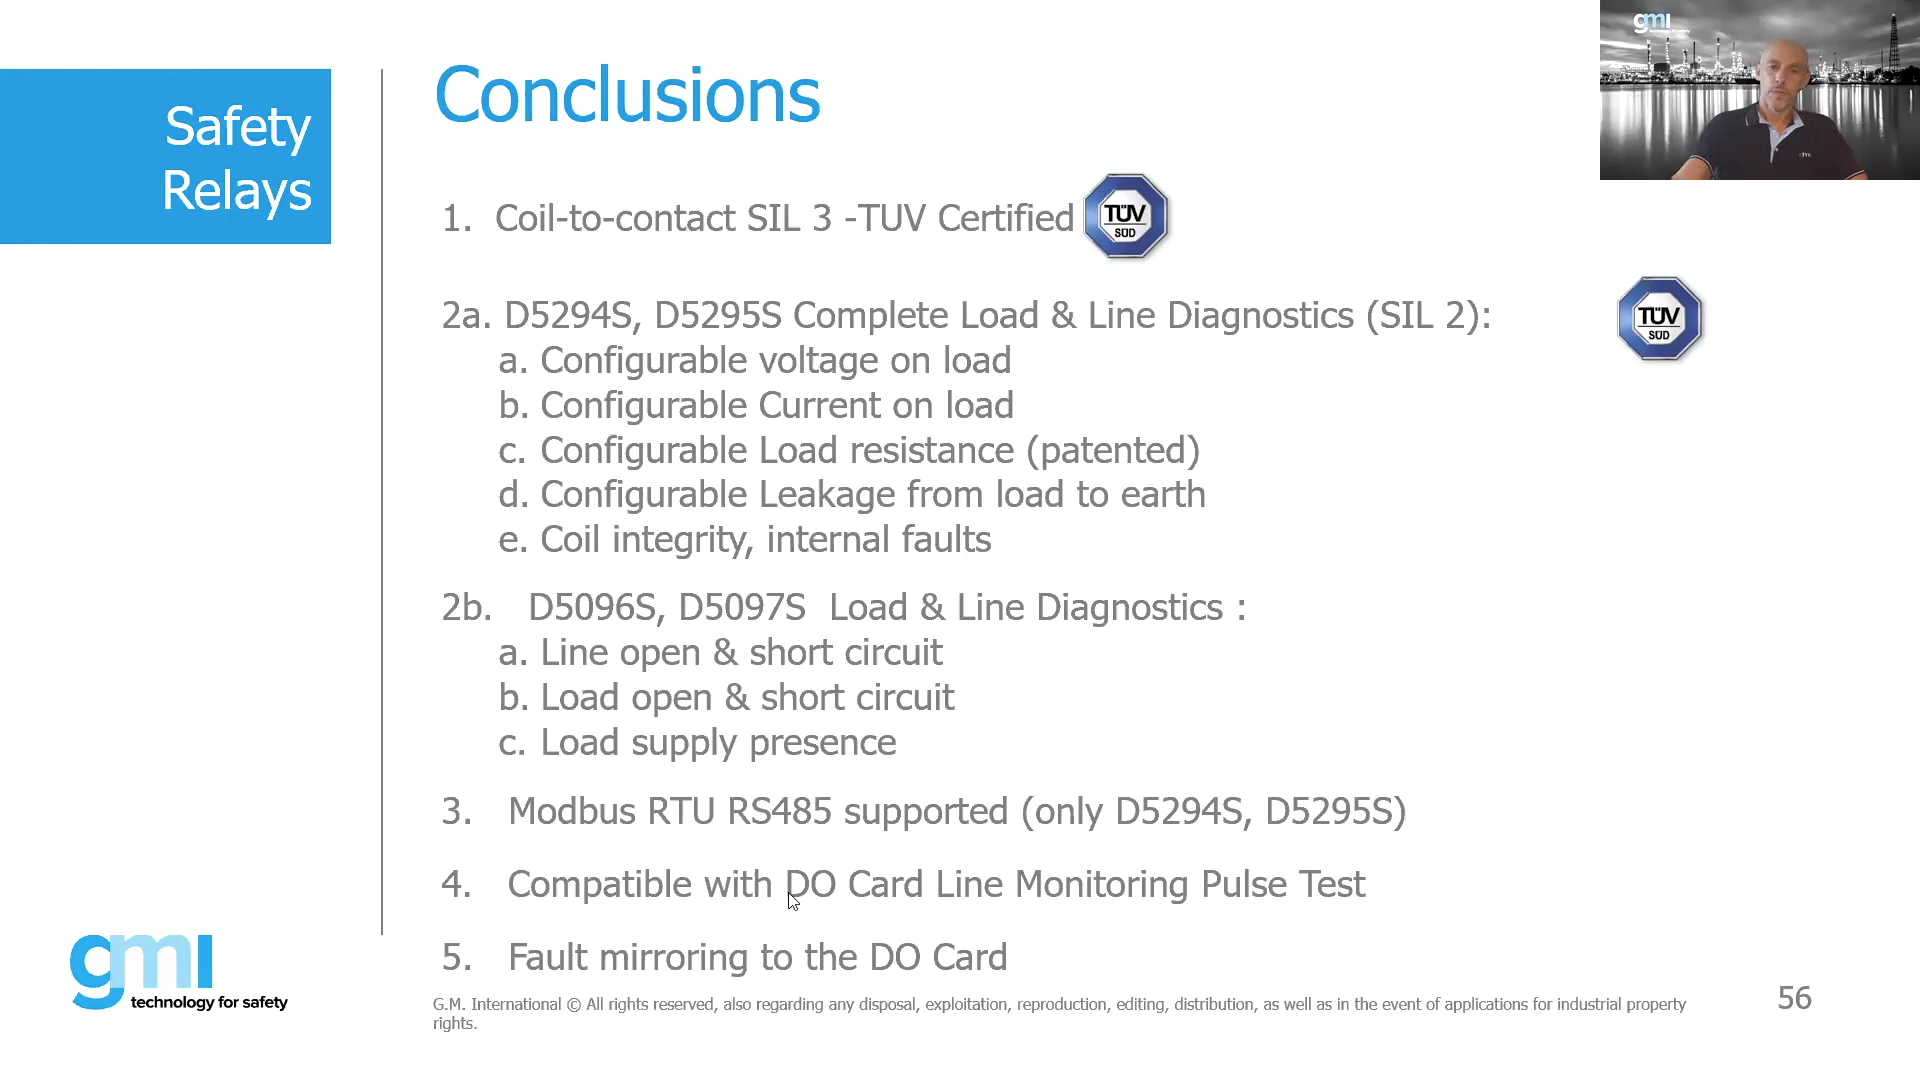 Safety
Relays
Conclusions
1. Coil-to-contact SIL 3 -TUV Certified
TÜV
SÜD
2a. D5294S, D5295S Complete Load & Line Diagnostics (SIL 2):
TÜV
SÜD
a. Configurable voltage on load
b. Configurable Current on load
c. Configurable Load resistance (patented)
d. Configurable Leakage from load to earth
e. Coil integrity, internal faults
2b. D5096S, D5097S Load & Line Diagnostics :
a. Line open & short circuit
b. Load open & short circuit
c. Load supply presence
3. Modbus RTU RS485 supported (only D5294S, D5295S)
4. Compatible with DO Card Line Monitoring Pulse Test
5. Fault mirroring to the DO Card
gmi
technology for safety
G.M. International © All rights reserved, also regarding any disposal, exploitation, reproduction, editing, distribution, as well as in the event of applications for industrial property
rights.
56
gmi